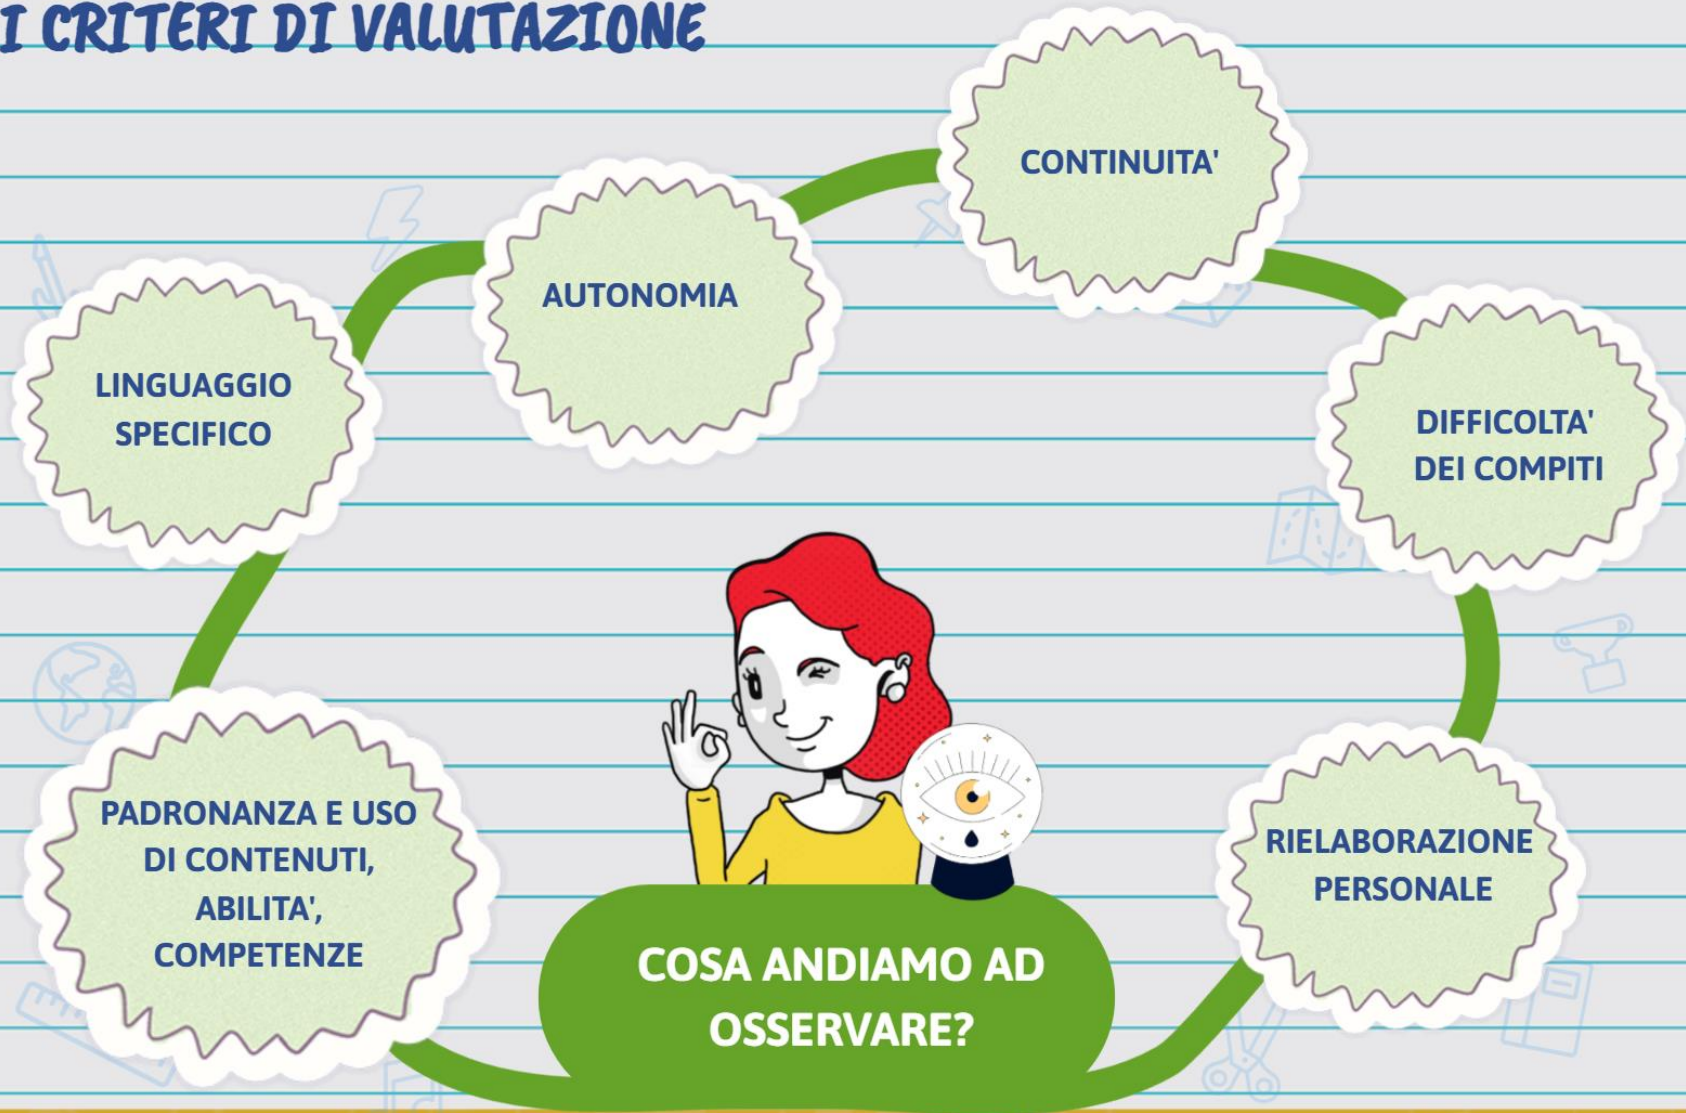 I CRITERI DI VALUTAZIONE
CONTINUITA'
AUTONOMIA
LINGUAGGIO
SPECIFICO
DIFFICOLTA'
DEI COMPITI
PADRONANZA E USO
DI CONTENUTI,
ABILITA',
COMPETENZE
RIELABORAZIONE
PERSONALE
COSA ANDIAMO AD
OSSERVARE?